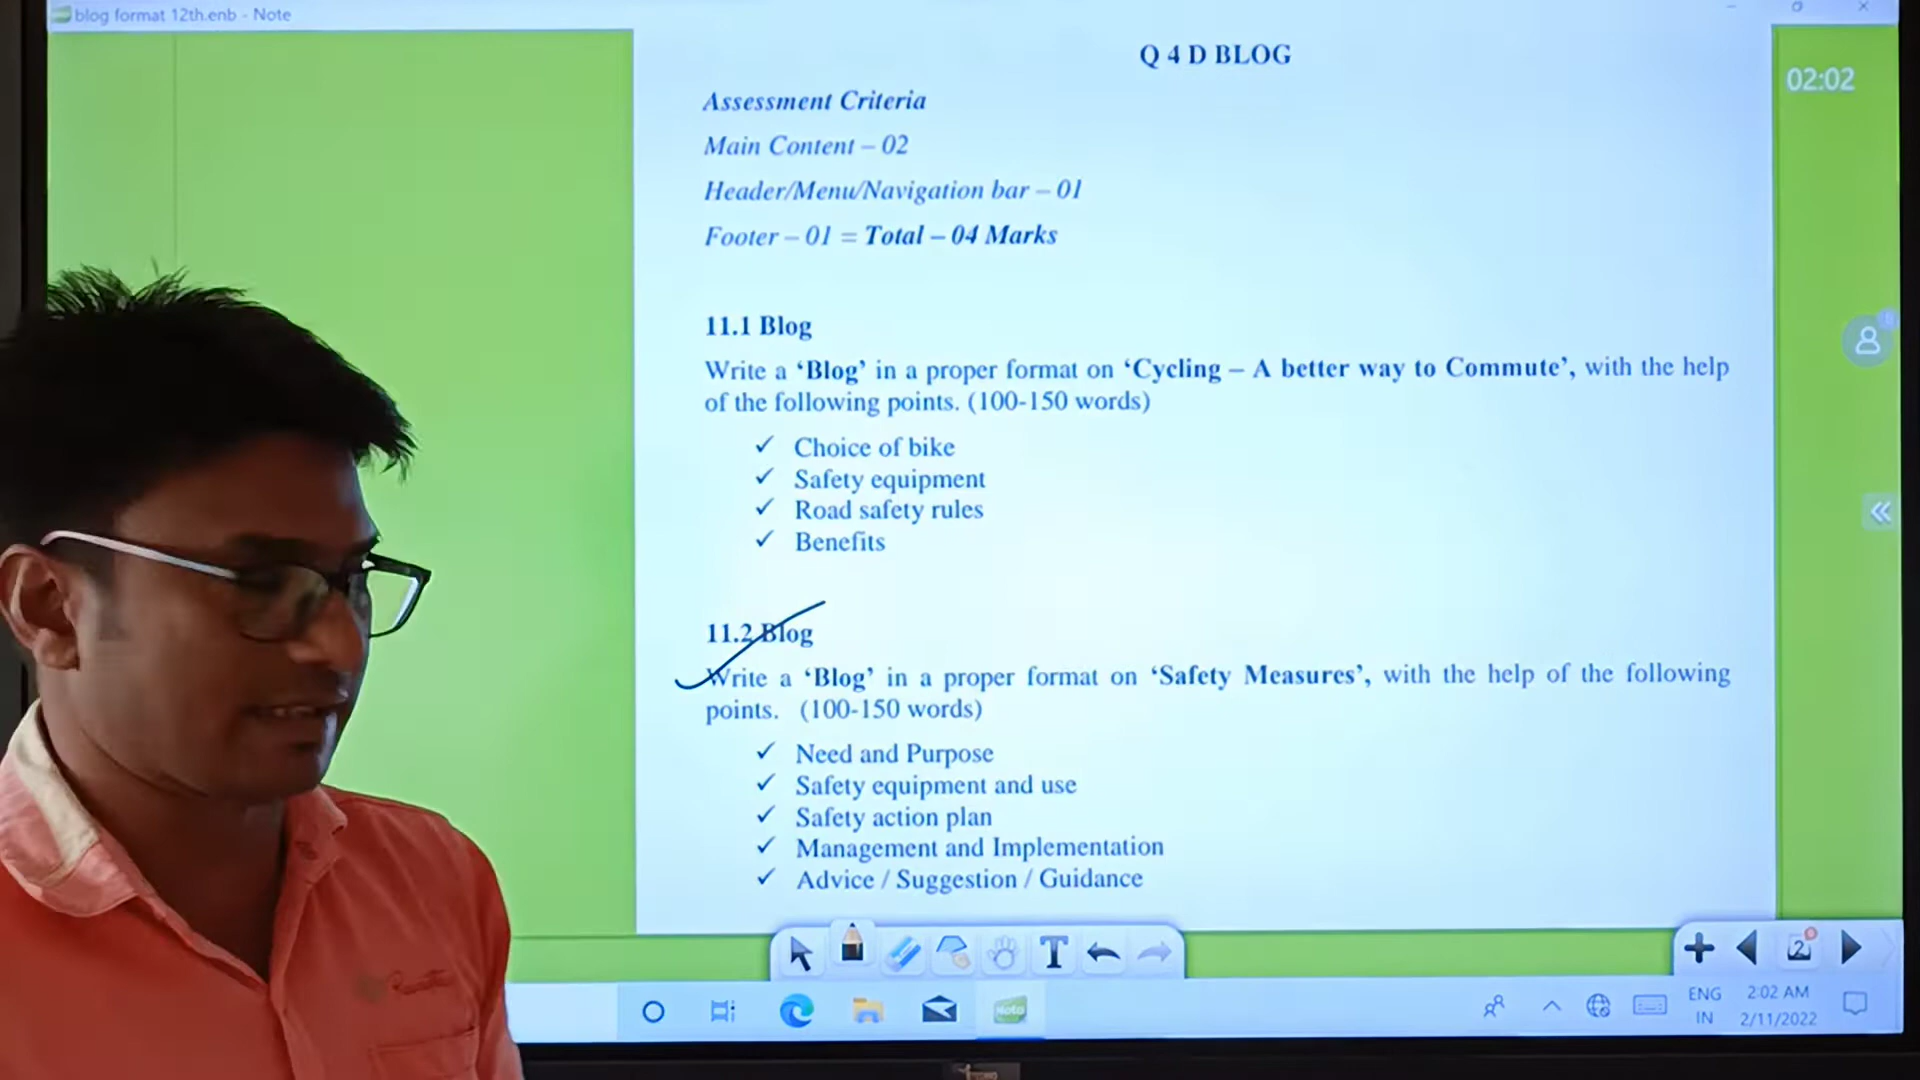 blog format 12th.enb - Note
Q 4 D BLOG
02:02
Assessment Criteria
Main Content – 02
Header/Menu/Navigation bar – 01
Footer – 01 = Total – 04 Marks
11.1 Blog
Write a ‘Blog’ in a proper format on ‘Cycling – A better way to Commute’, with the help
of the following points. (100-150 words)
✓ Choice of bike
✓ Safety equipment
✓ Road safety rules
✓ Benefits
11.2 Blog
Write a ‘Blog’ in a proper format on ‘Safety Measures’, with the help of the following
points. (100-150 words)
✓ Need and Purpose
✓ Safety equipment and use
✓ Safety action plan
✓ Management and Implementation
✓ Advice / Suggestion / Guidance
T
2
Note
ENG
IN
2:02 AM
2/11/2022